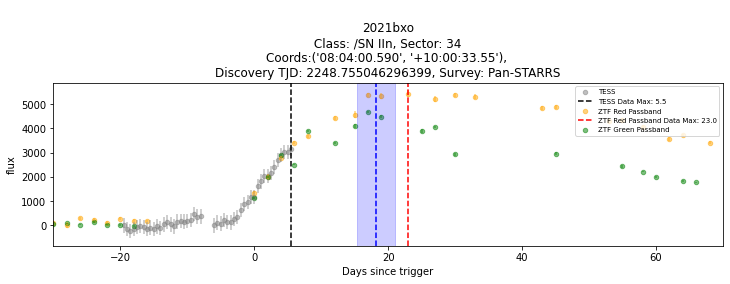 2021bxo
Class: /SN IIn, Sector: 34
Coords:('08:04:00.590', '+10:00:33.55'),
Discovery TJD: 2248.755046296399, Survey: Pan-STARRS
TESS
TESS Data Max: 5.5
ZTF Red Passband
ZTF Red Passband Data Max: 23.0
ZTF Green Passband
flux
5000
4000
3000
2000
1000
0
−20
0
20
40
60
Days since trigger